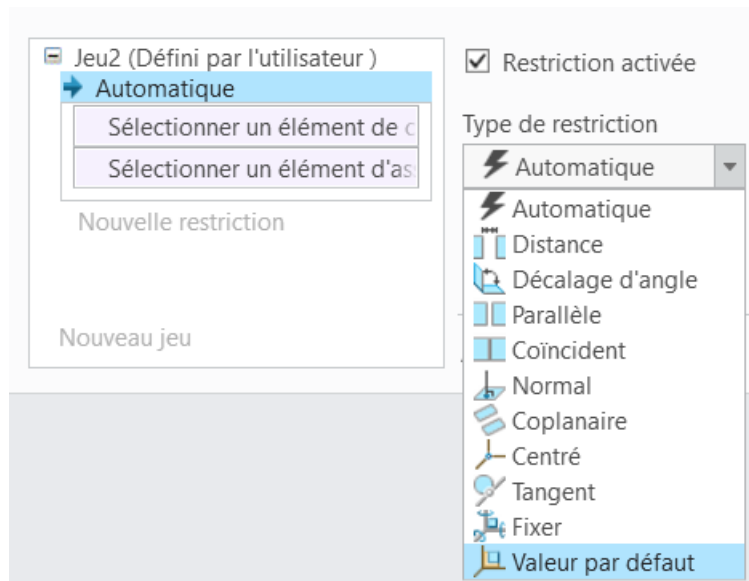 Jeu2 (Défini par l'utilisateur )
Automatique
Sélectionner un élément de c
Sélectionner un élément d'as
Nouvelle restriction
Nouveau jeu
Restriction activée
Type de restriction
Automatique
Automatique
Distance
Décalage d'angle
Parallèle
Coïncident
Normal
Coplanaire
Centré
Tangent
Fixer
Valeur par défaut